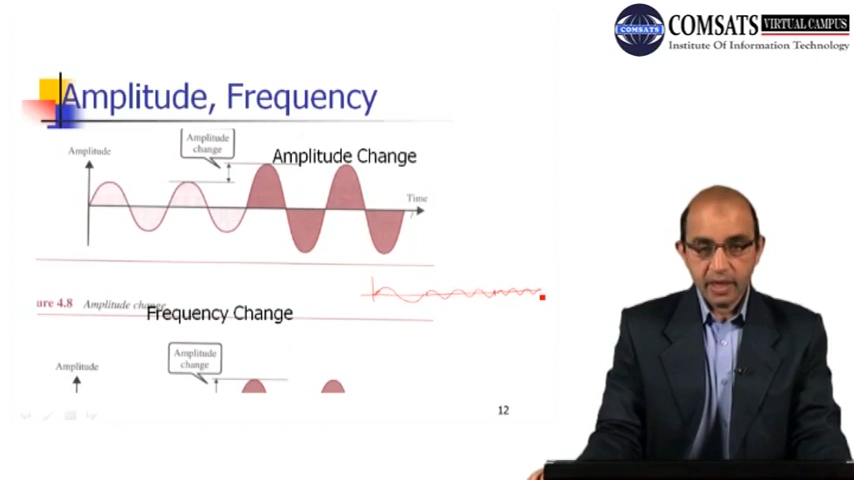 COMSATS VIRTUAL CAMPUS
COMSATS
Institute Of Information Technology
Amplitude, Frequency
Amplitude
Amplitude
change
Amplitude Change
Time
ure 4.8 Amplitude change
Frequency Change
Amplitude
Amplitude
change
12